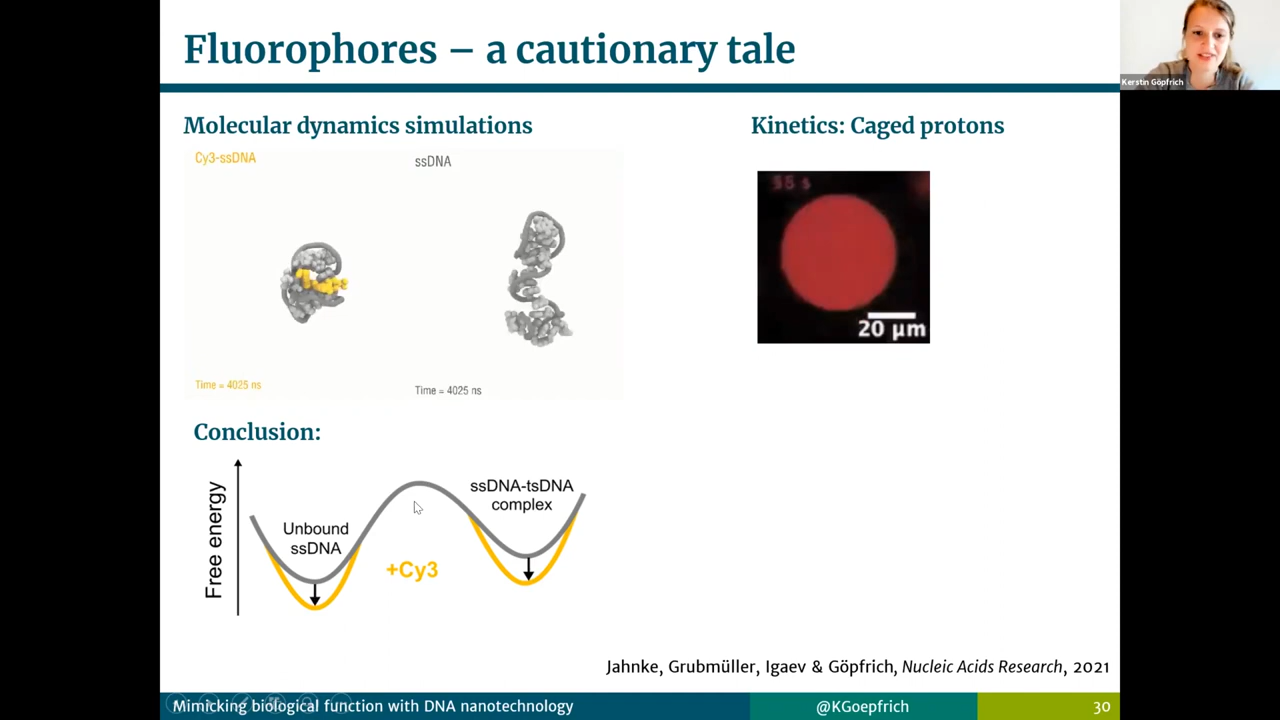 Fluorophores – a cautionary tale
Kerstin Göpfrich
Molecular dynamics simulations
Kinetics: Caged protons
Cy3-ssDNA
ssDNA
20 µm
Time = 4025 ns
Time = 4025 ns
Conclusion:
Free energy
Unbound
ssDNA
+Cy3
ssDNA-tsDNA
complex
Jahnke, Grubmüller, Igaev & Göpfrich, Nucleic Acids Research, 2021
Mimicking biological function with DNA nanotechnology
@KGoepfrich
30